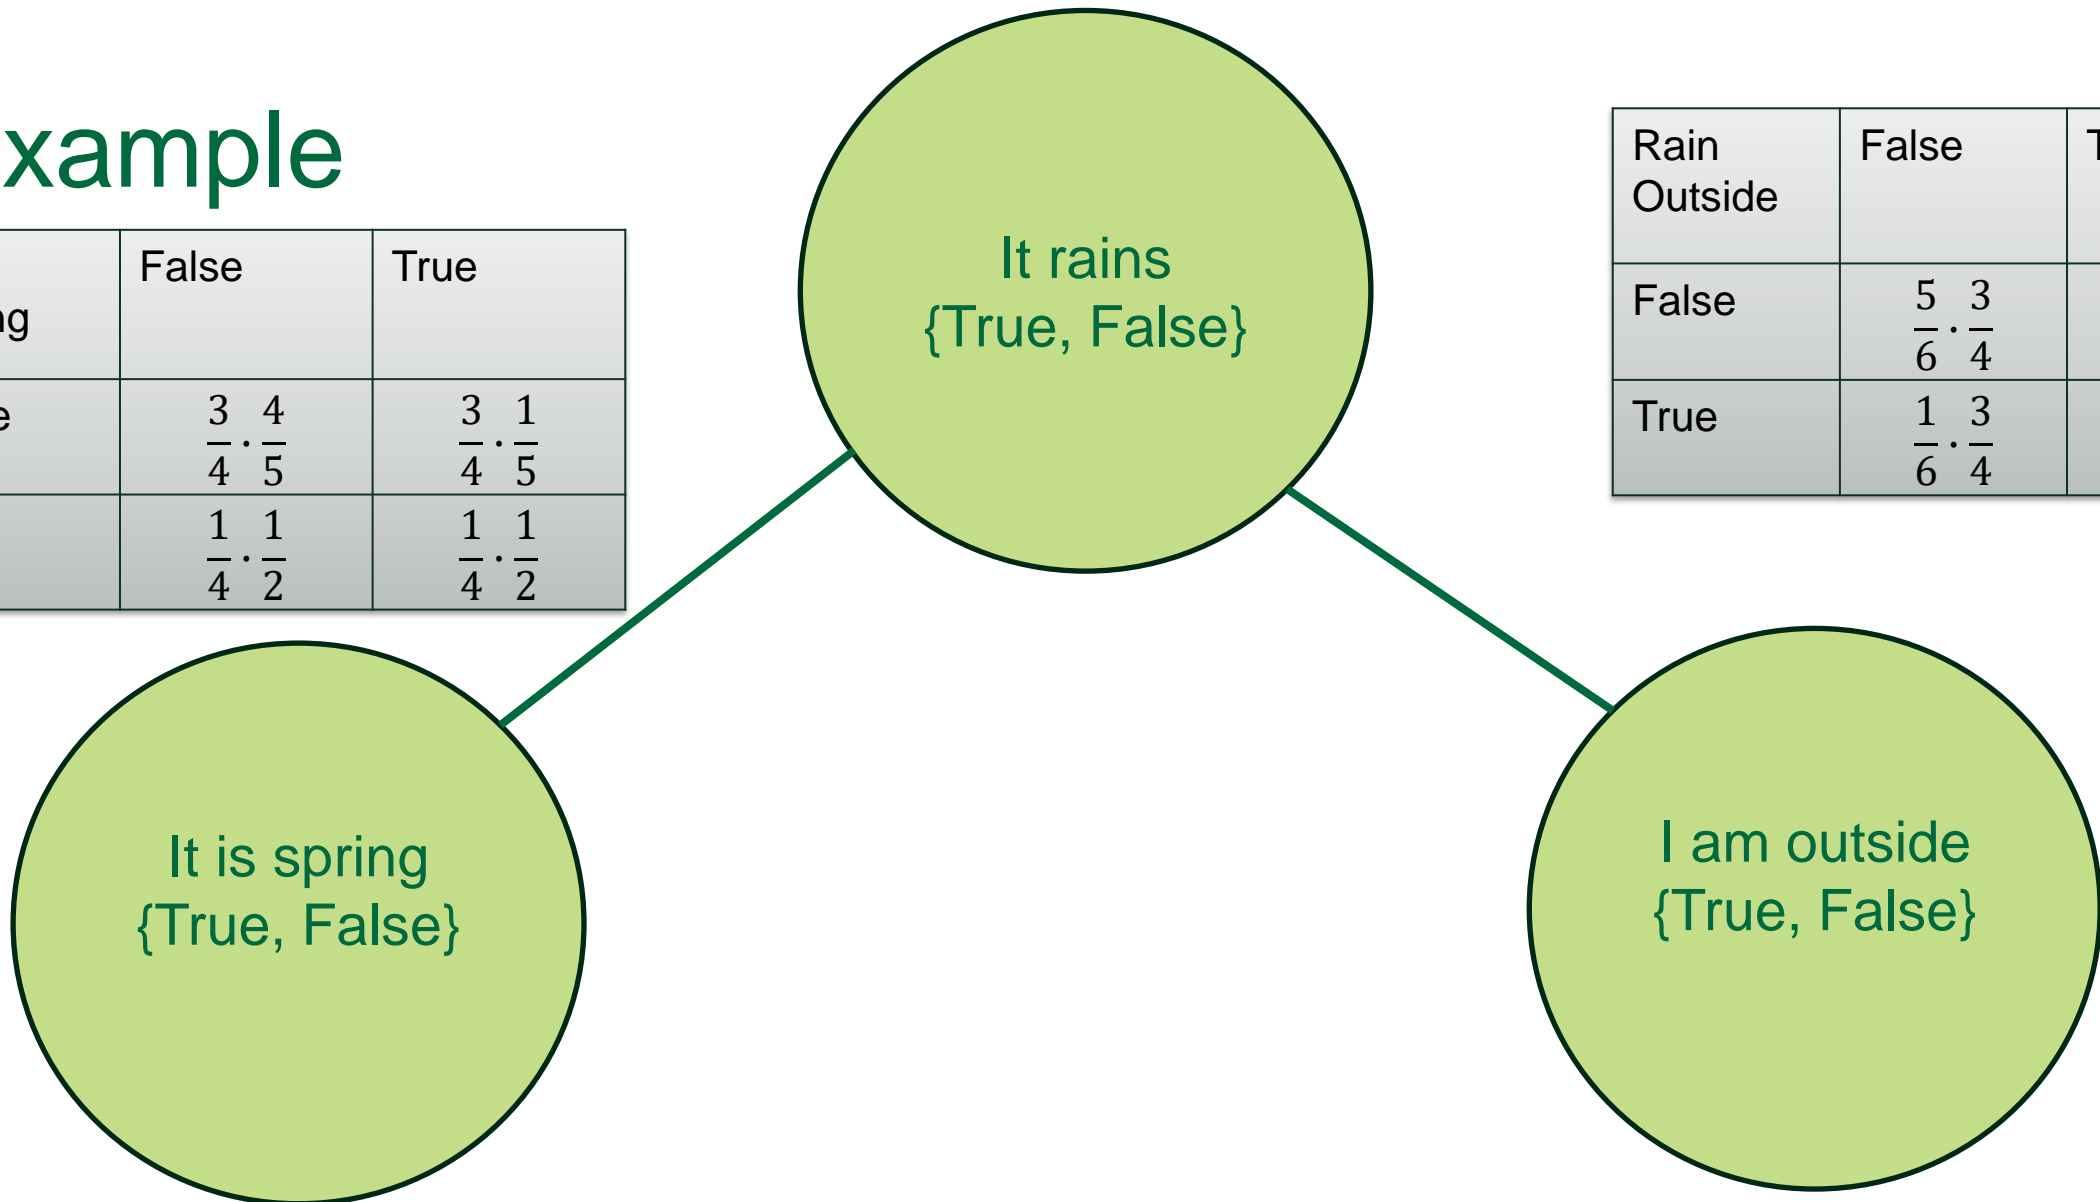 xample
False True
ng
e 3/4 · 4/5 3/4 · 1/5
1/4 · 1/2 1/4 · 1/2
It rains
{True, False}
Rain False T
Outside
False 5/6 · 3/4
True 1/6 · 3/4
It is spring
{True, False}
I am outside
{True, False}